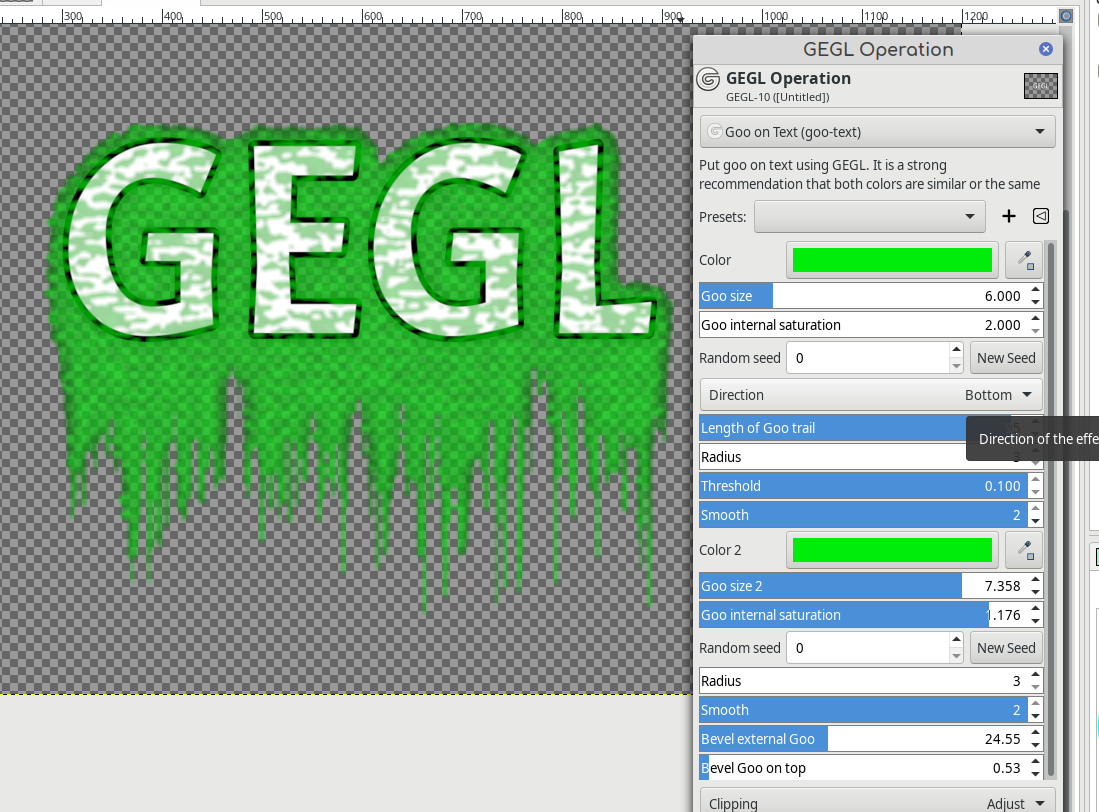 300 400 500 600 700 800 900 1000 1100 1200
GEGL
GEGL Operation
GEGL Operation
GEGL-10 ([Untitled])
Goo on Text (goo-text)
Put goo on text using GEGL. It is a strong
recommendation that both colors are similar or the same
Presets:
Color
Goo size 6.000
Goo internal saturation 2.000
Random seed 0 New Seed
Direction Bottom
Length of Goo trail
Direction of the effe
Radius 3
Threshold 0.100
Smooth 2
Color 2
Goo size 2 7.358
Goo internal saturation 1.176
Random seed 0 New Seed
Radius 3
Smooth 2
Bevel external Goo 24.55
Bevel Goo on top 0.53
Clipping Adjust